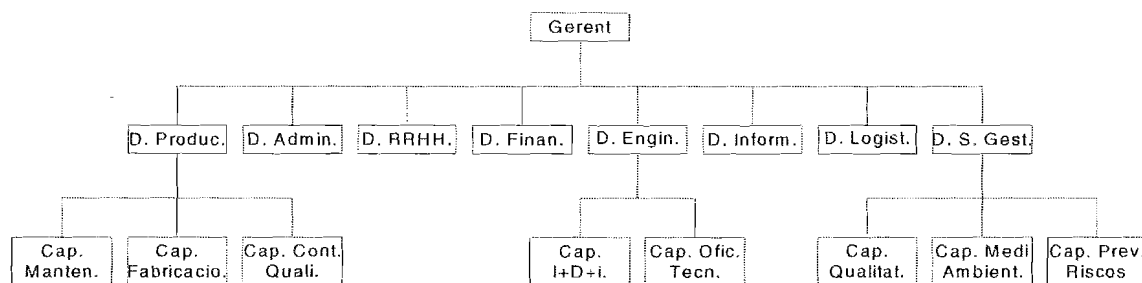 Gerent
D. Produc.
D. Admin.
D. RRHH.
D. Finan.
D. Engin.
D. Inform.
D. Logist.
D. S. Gest.
Cap.
Manten.
Cap.
Fabricacio.
Cap. Cont.
Quali.
Cap.
I+D+i.
Cap. Ofic.
Tecn.
Cap.
Qualitat.
Cap. Medi
Ambient.
Cap. Prev.
Riscos